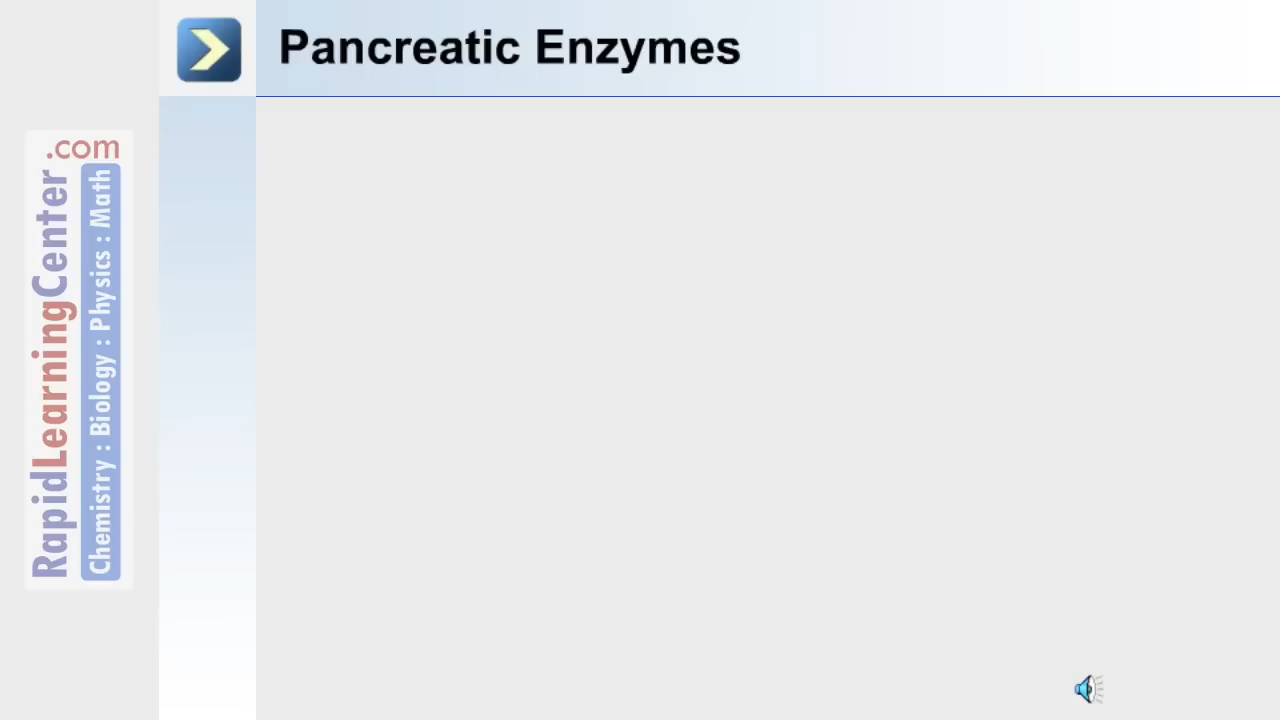 Pancreatic Enzymes
.com
RapidLearningCenter
Chemistry : Biology : Physics : Math